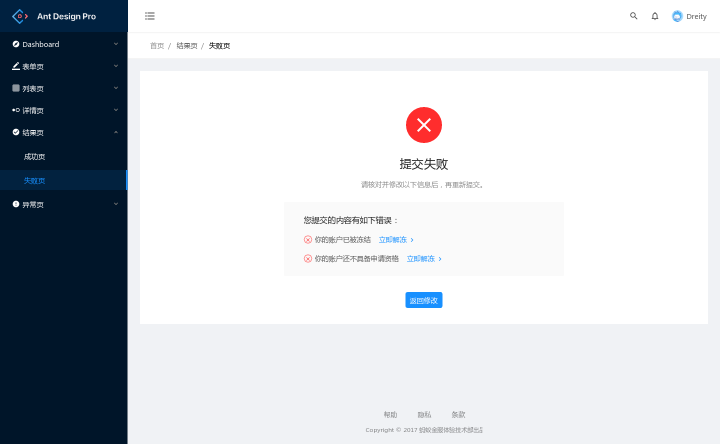 Ant Design Pro
Dreity
Dashboard
表单页
列表页
详情页
结果页
成功页
失败页
异常页
首页 / 结果页 / 失败页
提交失败
请核对并修改以下信息后，再重新提交。
您提交的内容有如下错误：
你的账户已被冻结 立即解冻 >
你的账户还不具备申请资格 立即解冻 >
返回修改
帮助 隐私 条款
Copyright © 2017 蚂蚁金服体验技术部出品